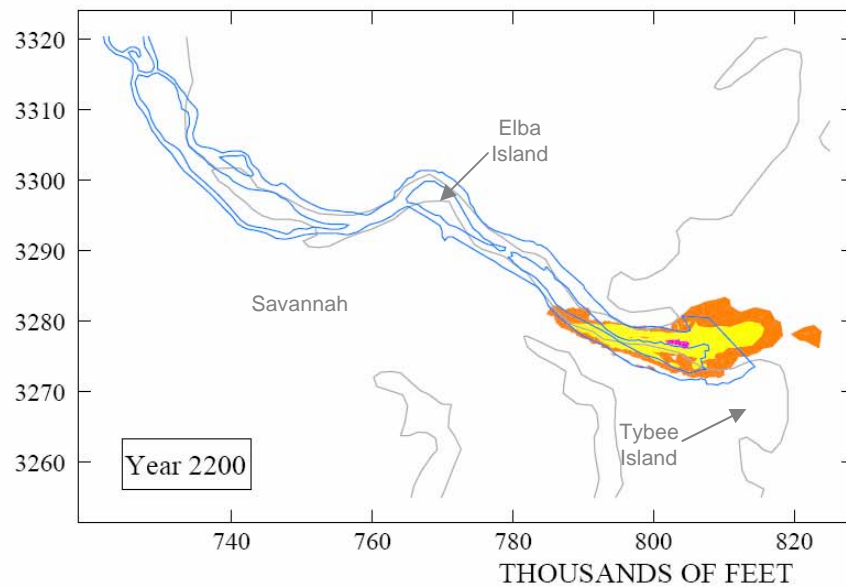 3320
3310
3300
3290
3280
3270
3260
Elba
Island
Savannah
Tybee
Island
Year 2200
740
760
780
800
820
THOUSANDS OF FEET